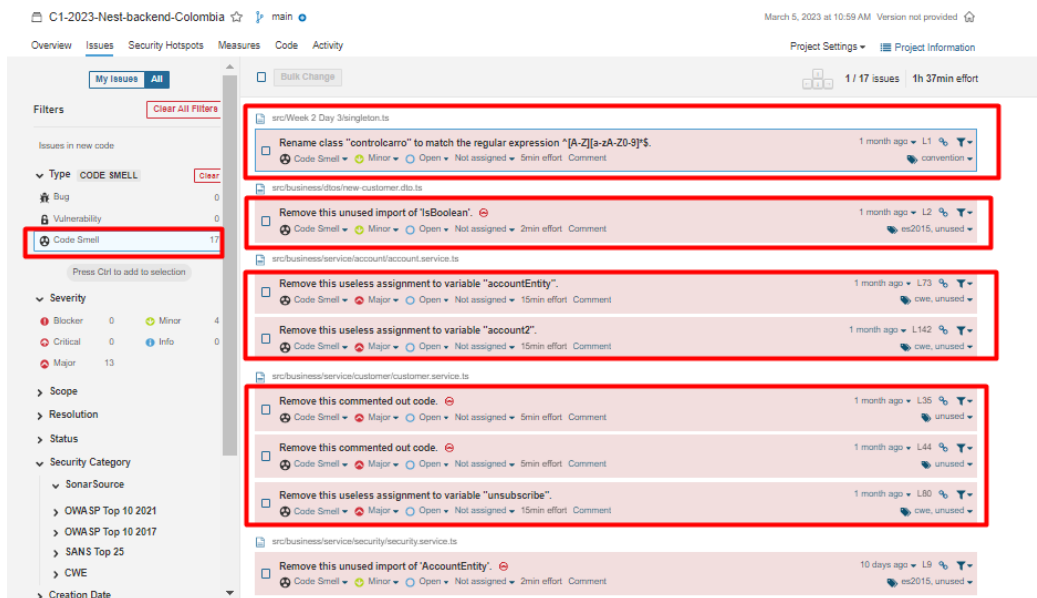 C1-2023-Nest-backend-Colombia main March 5, 2023 at 10:59 AM Version not provided
Overview Issues Security Hotspots Measures Code Activity Project Settings Project Information
My Issues All Bulk Change 1 / 17 issues 1h 37min effort
Filters Clear All Filters
Issues in new code
Type CODE SMELL Clear
Bug 0
Vulnerability 0
Code Smell 17
Press Ctrl to add to selection
Severity
Blocker 0 Minor 4
Critical 0 Info 0
Major 13
Scope
Resolution
Status
Security Category
SonarSource
OWASP Top 10 2021
OWASP Top 10 2017
SANS Top 25
CWE
Creation Date
src/Week 2 Day 3/singleton.ts
Rename class "controlcarro" to match the regular expression ^[A-Z][a-zA-Z0-9]*$. 1 month ago L1
Code Smell Minor Open Not assigned 5min effort Comment convention
src/business/dtos/new-customer.dto.ts
Remove this unused import of 'IsBoolean'. 1 month ago L2
Code Smell Minor Open Not assigned 2min effort Comment es2015, unused
src/business/service/account/account.service.ts
Remove this useless assignment to variable "accountEntity". 1 month ago L73
Code Smell Major Open Not assigned 15min effort Comment cwe, unused
Remove this useless assignment to variable "account2". 1 month ago L142
Code Smell Major Open Not assigned 15min effort Comment cwe, unused
src/business/service/customer/customer.service.ts
Remove this commented out code. 1 month ago L35
Code Smell Major Open Not assigned 5min effort Comment unused
Remove this commented out code. 1 month ago L44
Code Smell Major Open Not assigned 5min effort Comment unused
Remove this useless assignment to variable "unsubscribe". 1 month ago L80
Code Smell Major Open Not assigned 15min effort Comment cwe, unused
src/business/service/security/security.service.ts
Remove this unused import of 'AccountEntity'. 10 days ago L9
Code Smell Minor Open Not assigned 2min effort Comment es2015, unused